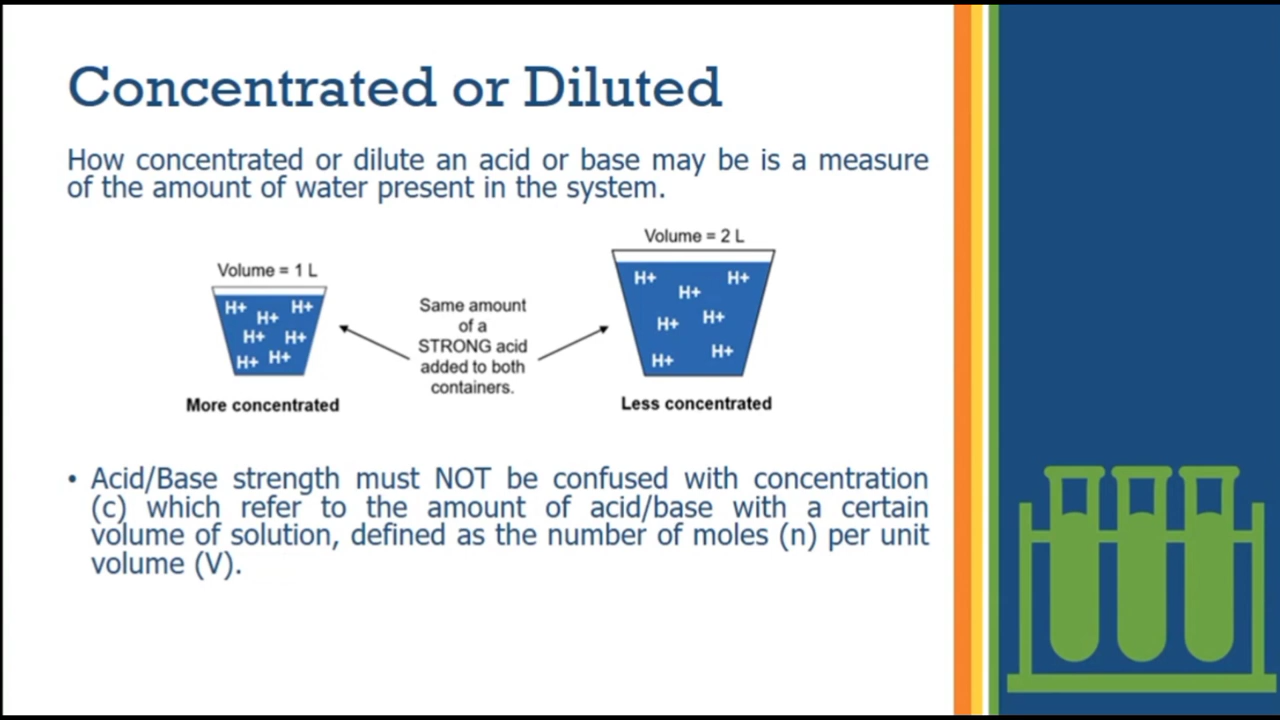 Concentrated or Diluted
How concentrated or dilute an acid or base may be is a measure
of the amount of water present in the system.
Volume = 1 L
H+ H+
H+
H+ H+
H+ H+
More concentrated
Same amount
of a
STRONG acid
added to both
containers.
Volume = 2 L
H+ H+
H+
H+ H+
H+ H+
Less concentrated
• Acid/Base strength must NOT be confused with concentration
(c) which refer to the amount of acid/base with a certain
volume of solution, defined as the number of moles (n) per unit
volume (V).